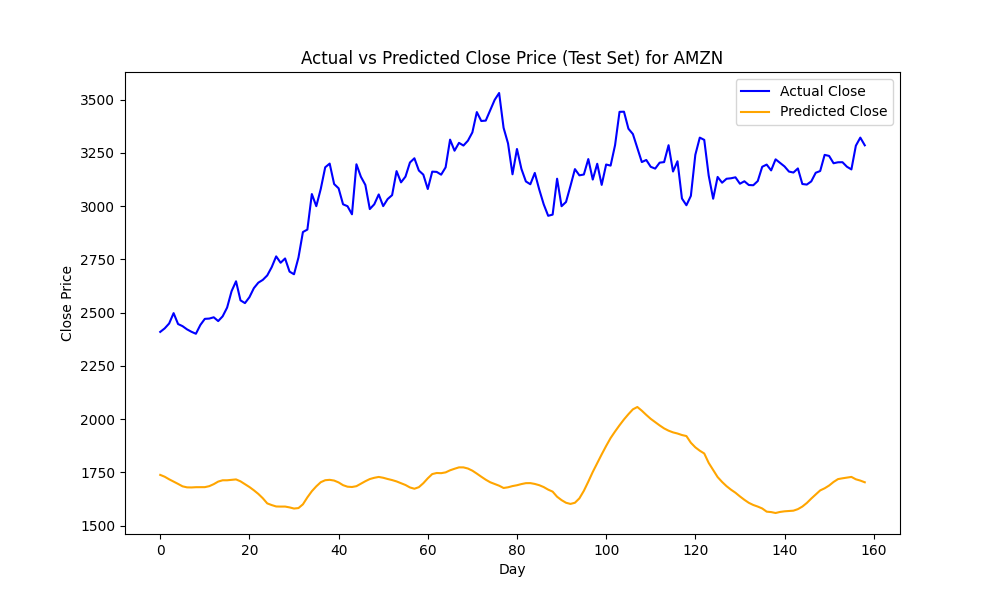 Actual vs Predicted Close Price (Test Set) for AMZN
Actual Close
Predicted Close
3500
3250
3000
2750
2500
2250
2000
1750
1500
Close Price
0 20 40 60 80 100 120 140 160
Day